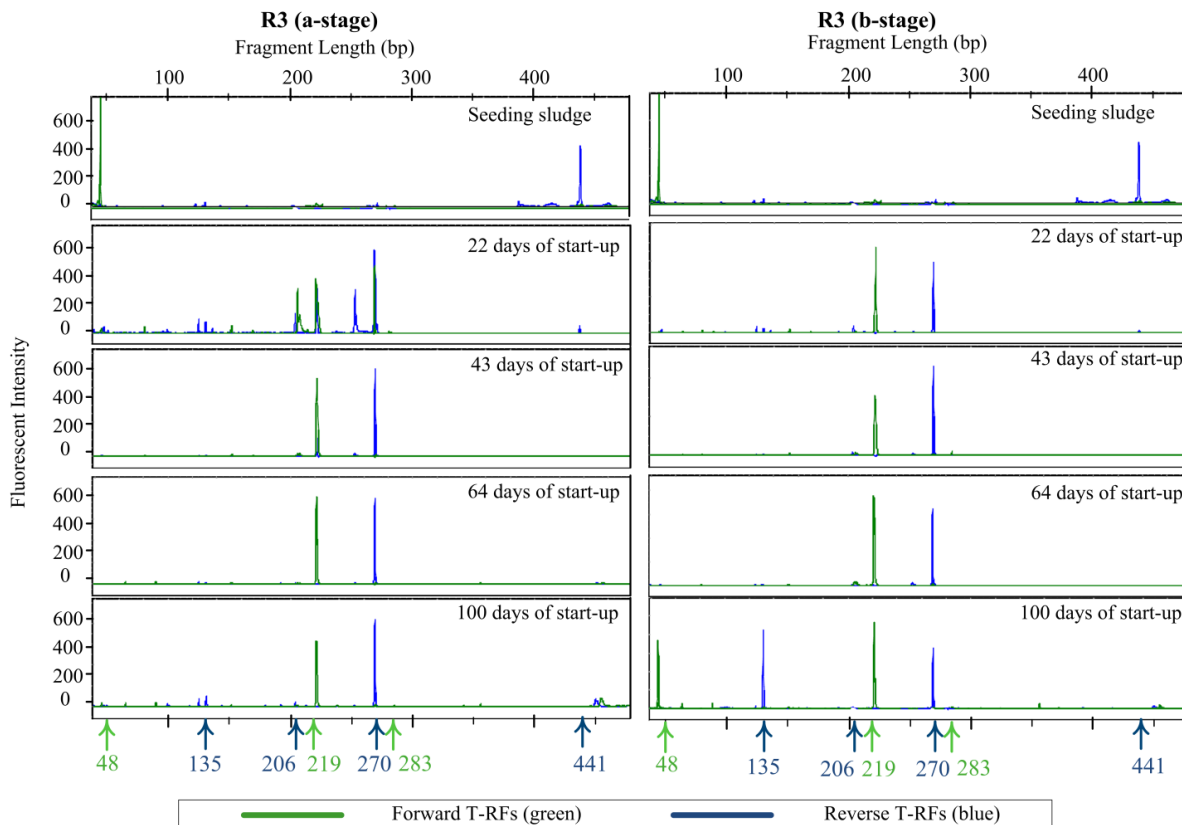 R3 (a-stage)
Fragment Length (bp)
100 200 300 400
Seeding sludge
600
400
200
0
22 days of start-up
600
400
200
0
43 days of start-up
600
400
200
0
64 days of start-up
600
400
200
0
100 days of start-up
600
400
200
0
48 135 206 219 270 283 441
Fluorescent Intensity
R3 (b-stage)
Fragment Length (bp)
100 200 300 400
Seeding sludge
22 days of start-up
43 days of start-up
64 days of start-up
100 days of start-up
48 135 206 219 270 283 441
Forward T-RFs (green) Reverse T-RFs (blue)